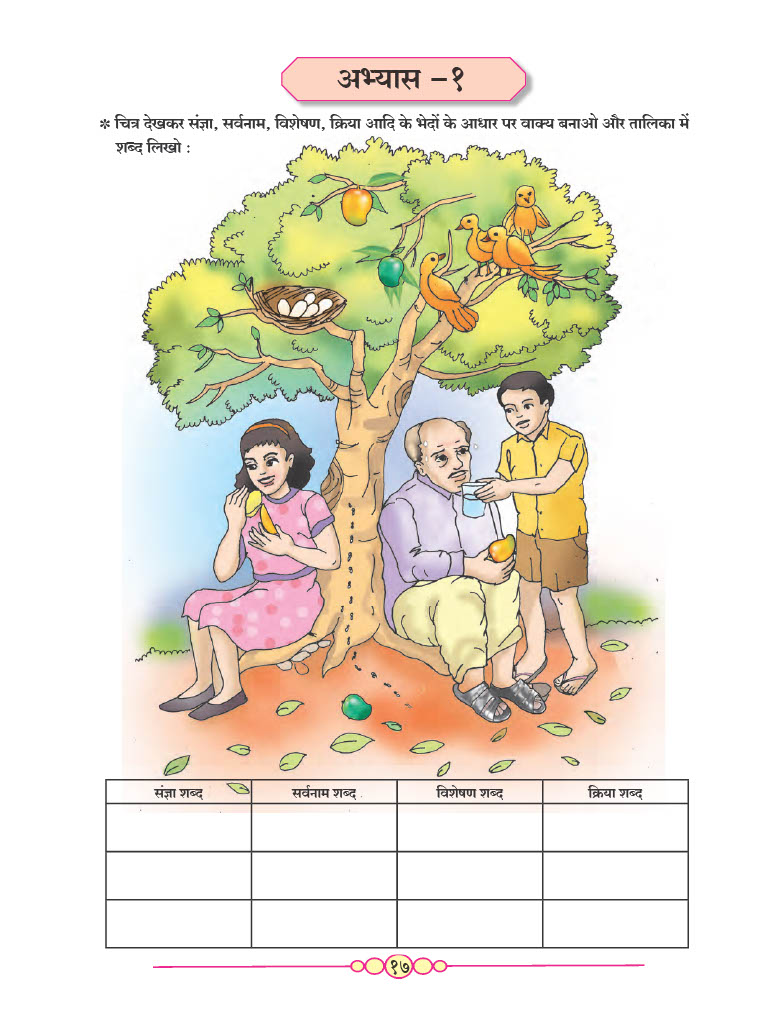 अभ्यास –१
* चित्र देखकर संज्ञा, सर्वनाम, विशेषण, क्रिया आदि के भेदों के आधार पर वाक्य बनाओ और तालिका में
शब्द लिखो :
संज्ञा शब्द सर्वनाम शब्द विशेषण शब्द क्रिया शब्द
१७